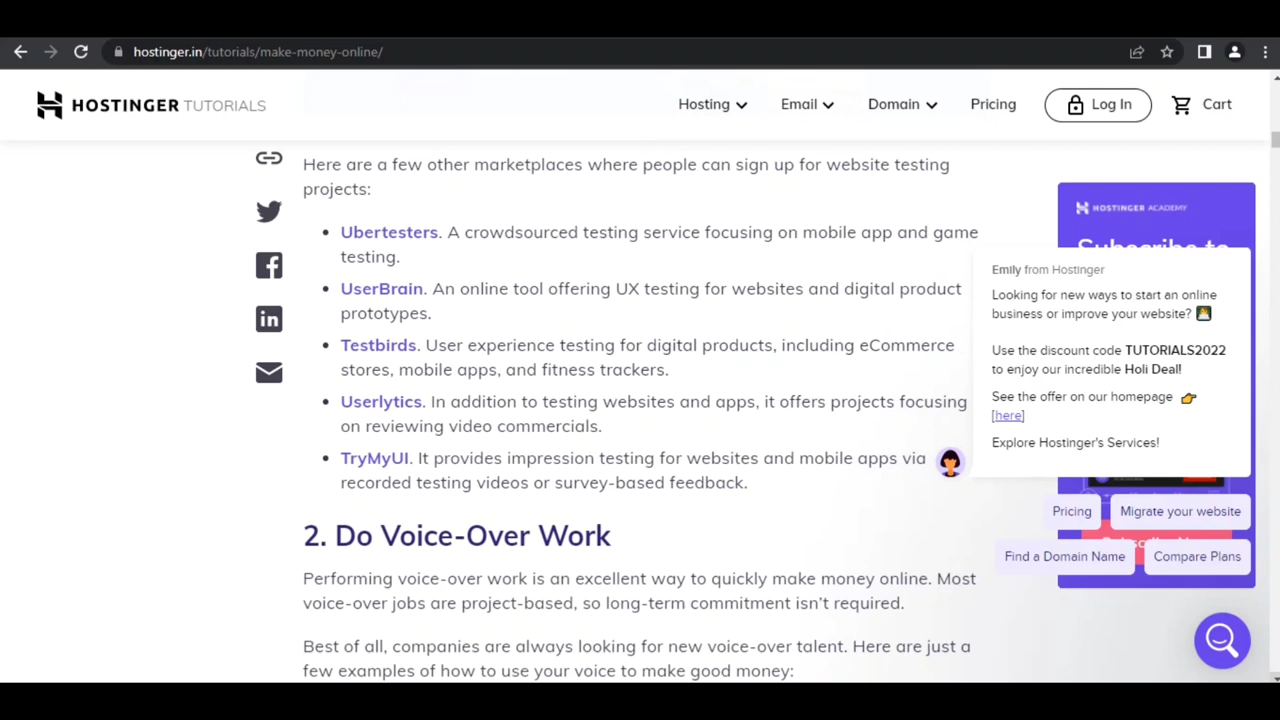 hostinger.in/tutorials/make-money-online/
HOSTINGER TUTORIALS
Hosting
Email
Domain
Pricing
Log In
Cart
Here are a few other marketplaces where people can sign up for website testing
projects:
• Ubertesters. A crowdsourced testing service focusing on mobile app and game
testing.
• UserBrain. An online tool offering UX testing for websites and digital product
prototypes.
• Testbirds. User experience testing for digital products, including eCommerce
stores, mobile apps, and fitness trackers.
• Userlytics. In addition to testing websites and apps, it offers projects focusing
on reviewing video commercials.
• TryMyUI. It provides impression testing for websites and mobile apps via
recorded testing videos or survey-based feedback.
2. Do Voice-Over Work
Performing voice-over work is an excellent way to quickly make money online. Most
voice-over jobs are project-based, so long-term commitment isn't required.
Best of all, companies are always looking for new voice-over talent. Here are just a
few examples of how to use your voice to make good money:
HOSTINGER ACADEMY
Subscribe to
Emily from Hostinger
Looking for new ways to start an online
business or improve your website?
Use the discount code TUTORIALS2022
to enjoy our incredible Holi Deal!
See the offer on our homepage
[here]
Explore Hostinger's Services!
Pricing
Migrate your website
Find a Domain Name
Compare Plans